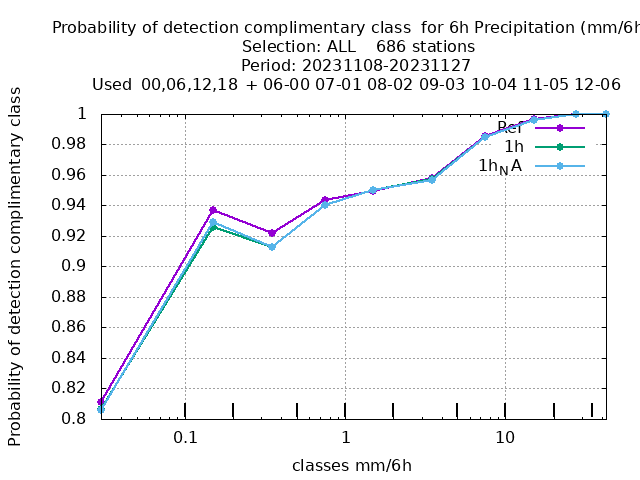 Probability of detection complimentary class  for 6h Precipitation (mm/6h
Selection: ALL    686 stations
Period: 20231108-20231127
Used  00,06,12,18  + 06-00 07-01 08-02 09-03  10-04 11-05 12-06
Probability of detection complimentary class
1
0.98
0.96
0.94
0.92
0.9
0.88
0.86
0.84
0.82
0.8
Ref
1h
1hNA
0.1
1
10
classes mm/6h